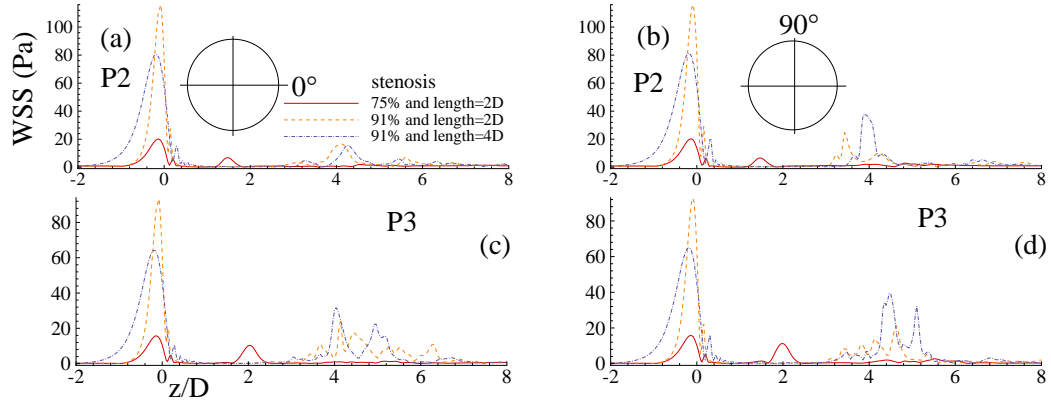 (a)
P2
0°
WSS (Pa)
100
80
60
40
20
0
stenosis
75% and length=2D
91% and length=2D
91% and length=4D
-2 0 2 4 6 8
(b)
P2
90°
100
80
60
40
20
0
-2 0 2 4 6 8
P3
(c)
80
60
40
20
0
-2 0 2 4 6 8
z/D
P3
(d)
80
60
40
20
0
-2 0 2 4 6 8
z/D